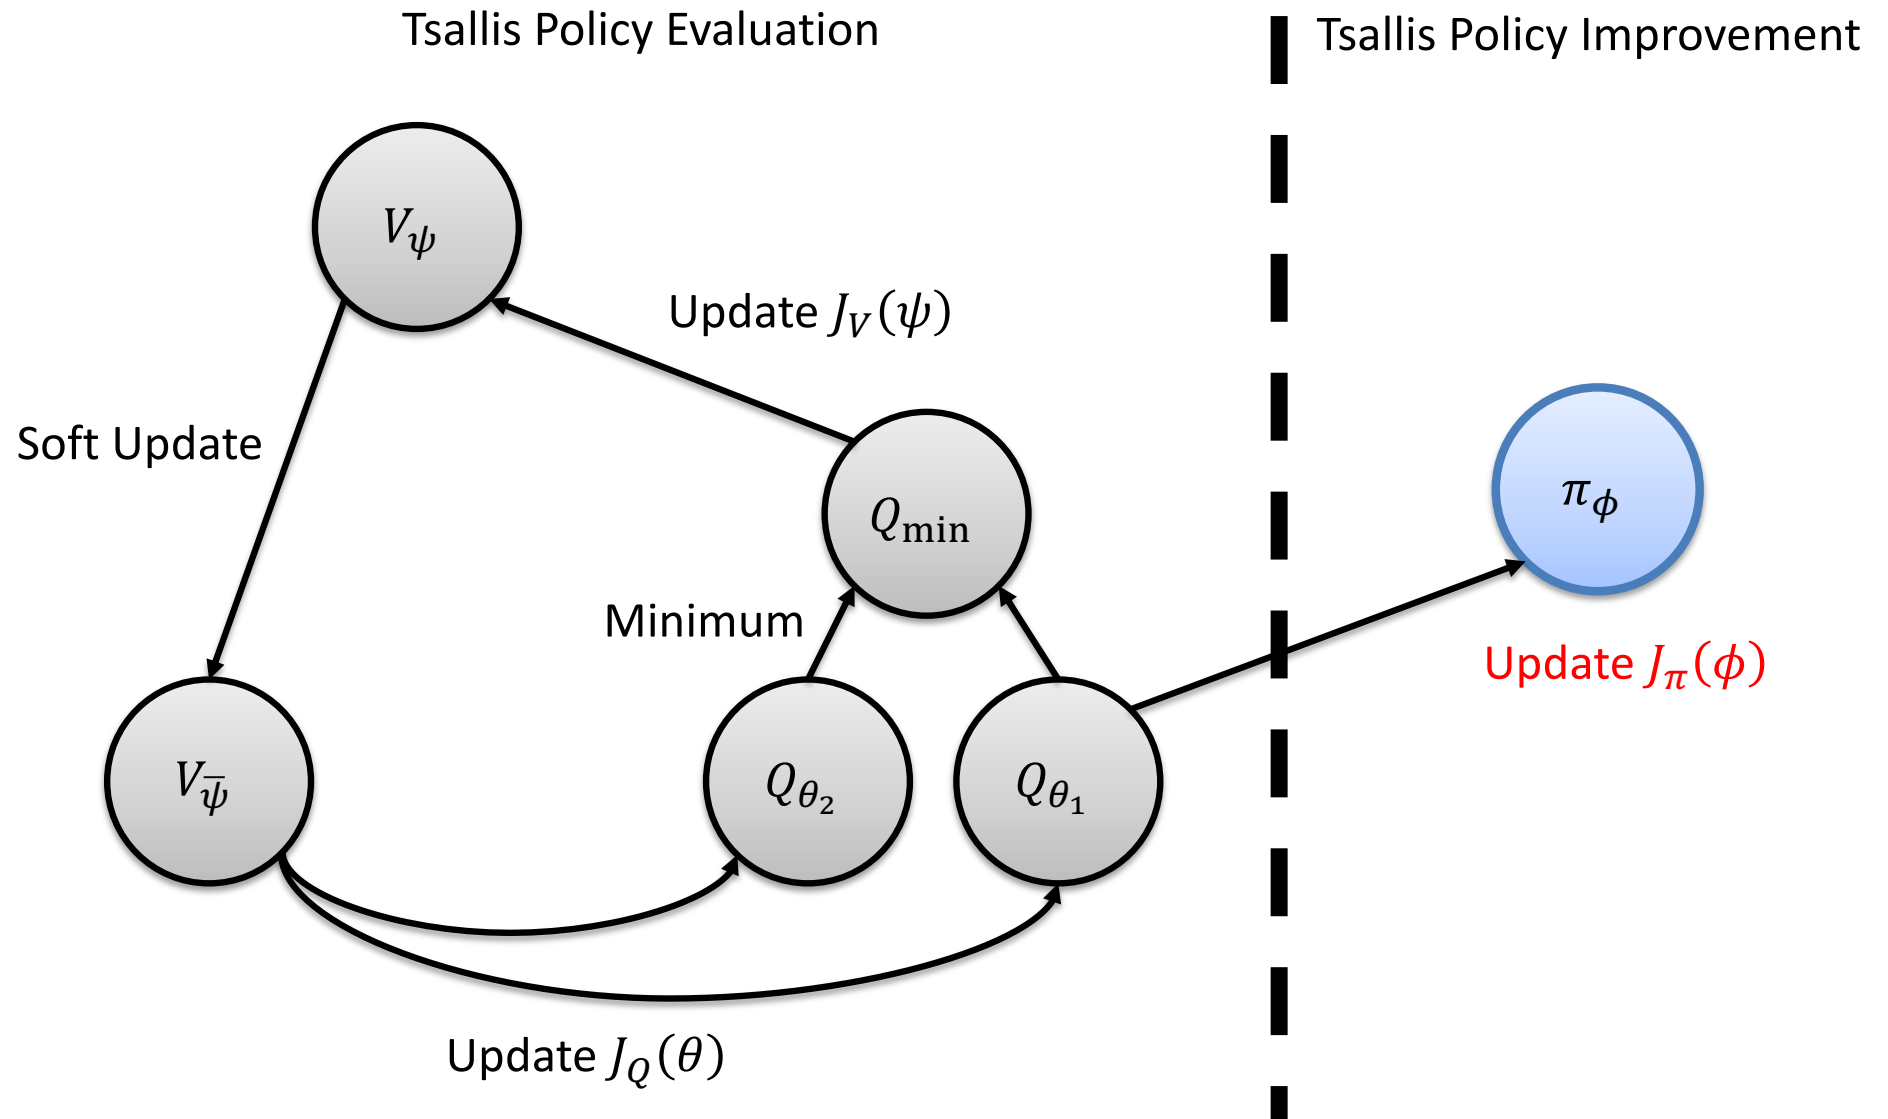 Tsallis Policy Evaluation
Tsallis Policy Improvement
V_ψ
Update J_V(ψ)
Soft Update
Q_min
π_ϕ
Minimum
Update J_π(ϕ)
V_ψ̅
Q_θ₂
Q_θ₁
Update J_Q(θ)